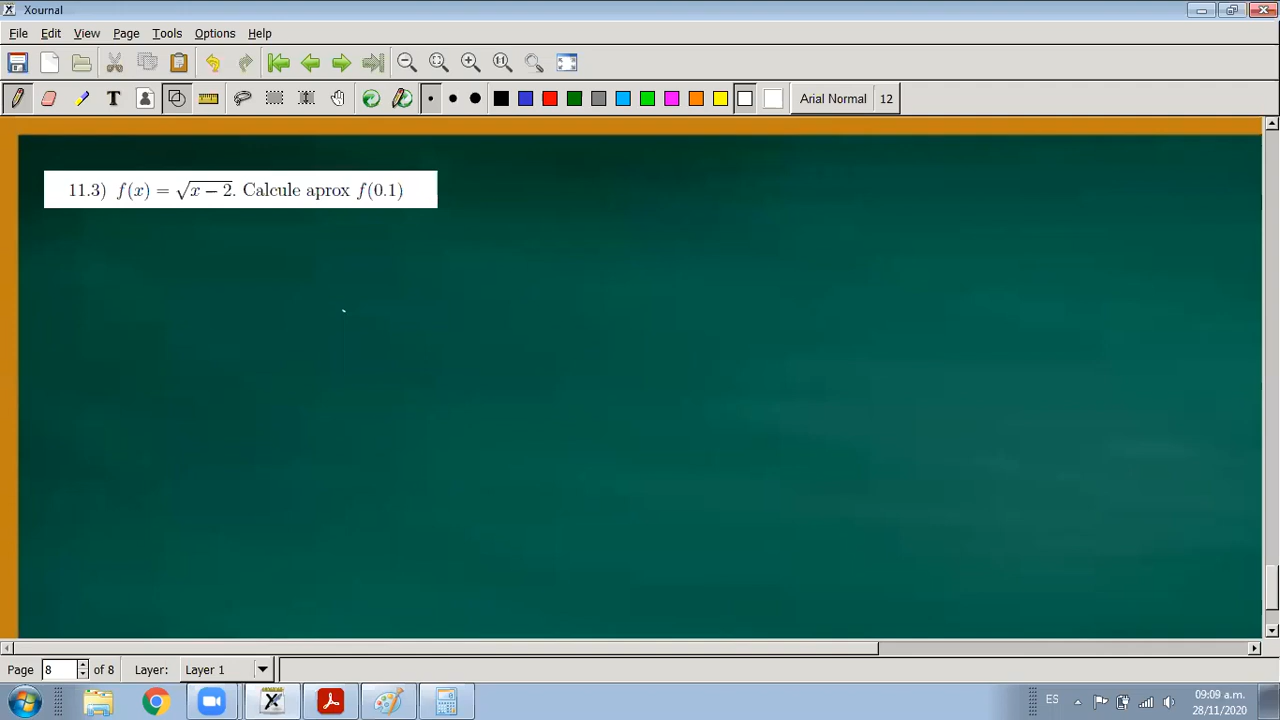 Xournal
File Edit View Page Tools Options Help
T Arial Normal 12
11.3) f(x) = √x − 2. Calcule aprox f(0.1)
Page 8 of 8 Layer: Layer 1
ES 09:09 a.m.
28/11/2020